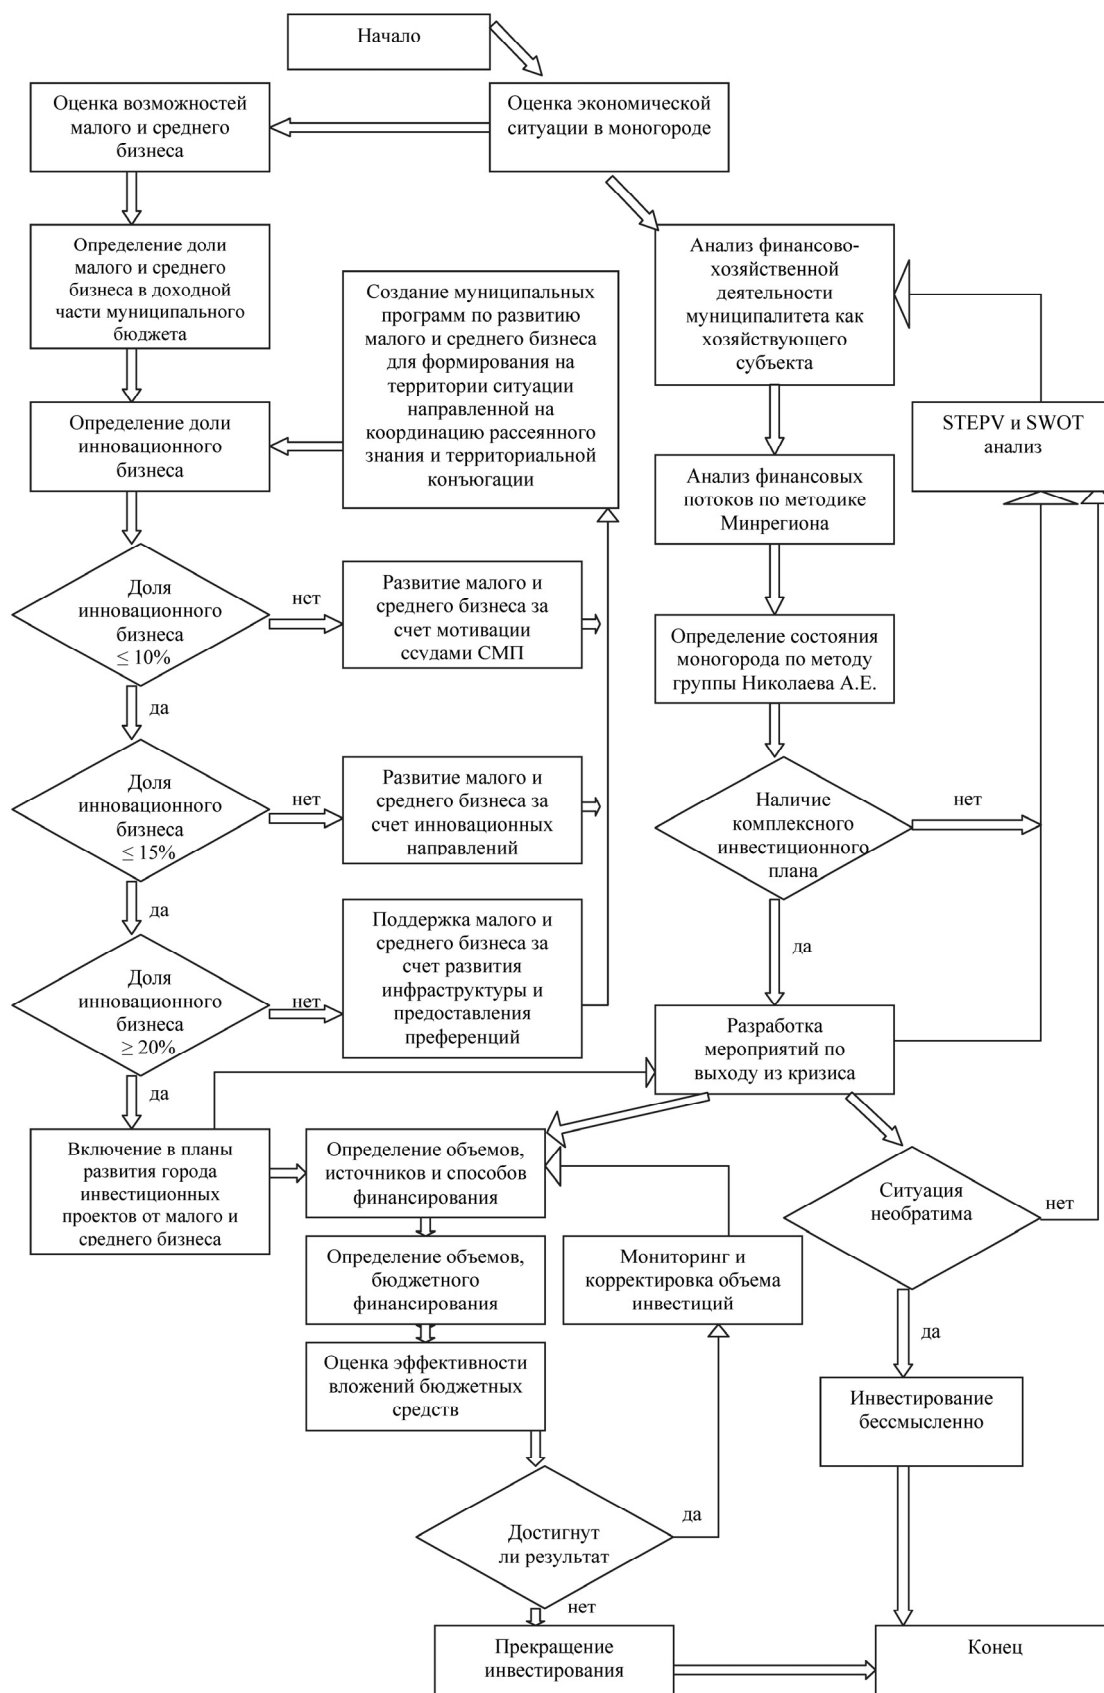 Начало
Оценка экономической
ситуации в моногороде
Оценка возможностей
малого и среднего
бизнеса
Определение доли
малого и среднего
бизнеса в доходной
части муниципального
бюджета
Определение доли
инновационного
бизнеса
Создание муниципальных
программ по развитию
малого и среднего бизнеса
для формирования на
территории ситуации
направленной на
координацию рассеянного
знания и территориальной
конъюгации
Анализ финансово-
хозяйственной
деятельности
муниципалитета как
хозяйствующего
субъекта
STEPV и SWOT
анализ
Анализ финансовых
потоков по методике
Минрегиона
Определение состояния
моногорода по методу
группы Николаева А.Е.
Доля
инновационного
бизнеса
≤ 10%
нет
Развитие малого и
среднего бизнеса за
счет мотивации
ссудами СМП
да
Доля
инновационного
бизнеса
≤ 15%
нет
Развитие малого и
среднего бизнеса за
счет инновационных
направлений
да
Доля
инновационного
бизнеса
≥ 20%
нет
Поддержка малого и
среднего бизнеса за
счет развития
инфраструктуры и
предоставления
преференций
да
Наличие
комплексного
инвестиционного
плана
нет
да
Разработка
мероприятий по
выходу из кризиса
Включение в планы
развития города
инвестиционных
проектов от малого и
среднего бизнеса
Определение объемов,
источников и способов
финансирования
Ситуация
необратима
нет
да
Определение объемов,
бюджетного
финансирования
Мониторинг и
корректировка объема
инвестиций
Оценка эффективности
вложений бюджетных
средств
Инвестирование
бессмысленно
Достигнут
ли результат
да
нет
Прекращение
инвестирования
Конец